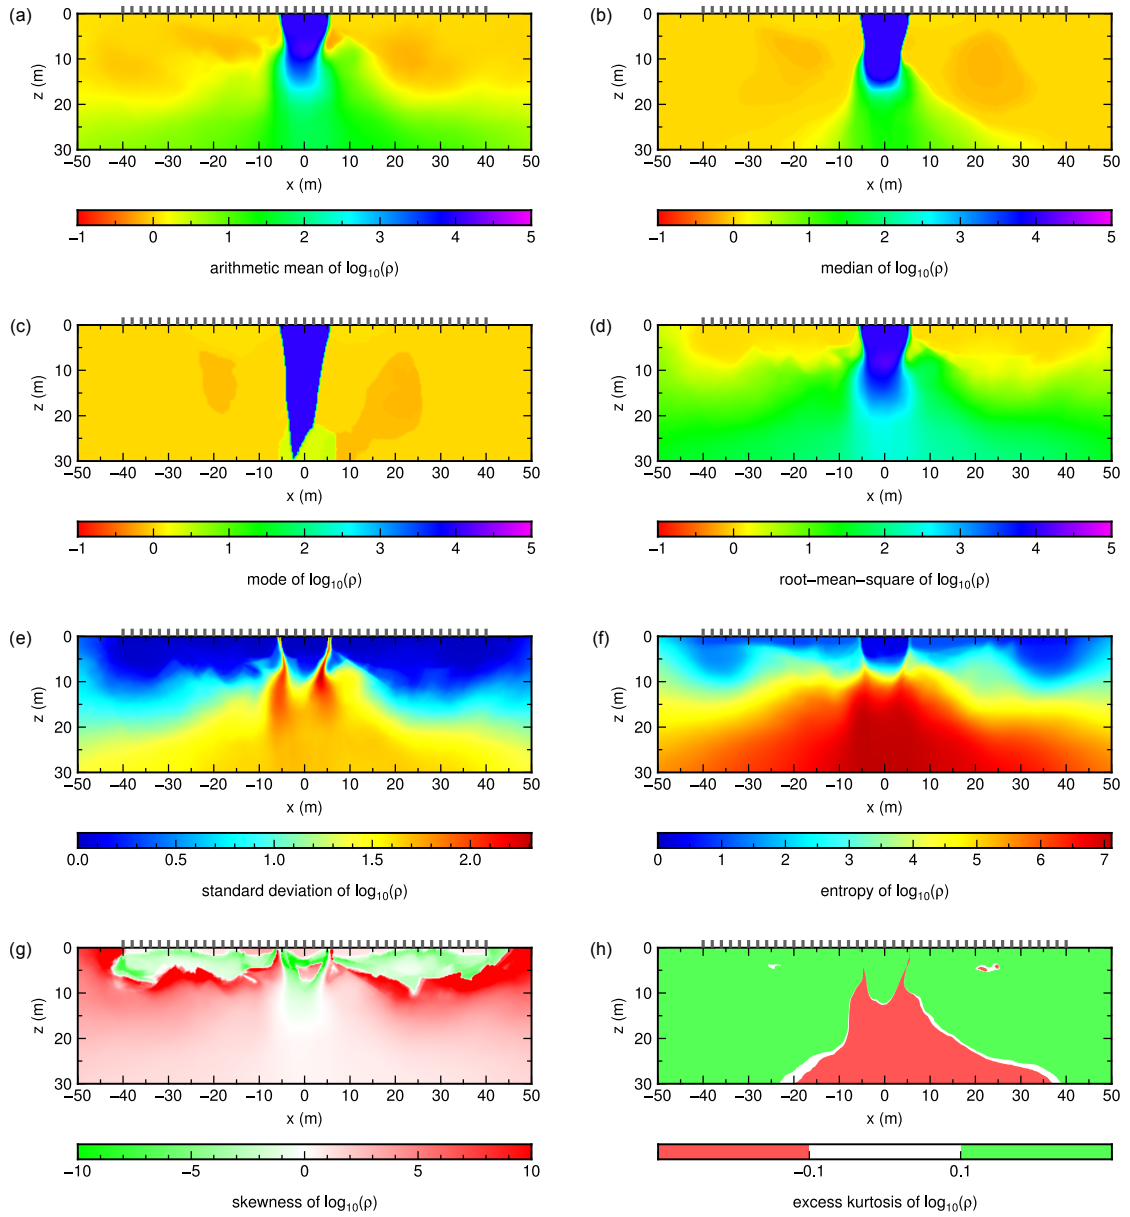 (a)
0
10
20
30
z (m)
−50 −40 −30 −20 −10 0 10 20 30 40 50
x (m)
−1 0 1 2 3 4 5
arithmetic mean of log10(ρ)
(b)
0
10
20
30
z (m)
−50 −40 −30 −20 −10 0 10 20 30 40 50
x (m)
−1 0 1 2 3 4 5
median of log10(ρ)
(c)
0
10
20
30
z (m)
−50 −40 −30 −20 −10 0 10 20 30 40 50
x (m)
−1 0 1 2 3 4 5
mode of log10(ρ)
(d)
0
10
20
30
z (m)
−50 −40 −30 −20 −10 0 10 20 30 40 50
x (m)
−1 0 1 2 3 4 5
root−mean−square of log10(ρ)
(e)
0
10
20
30
z (m)
−50 −40 −30 −20 −10 0 10 20 30 40 50
x (m)
0.0 0.5 1.0 1.5 2.0
standard deviation of log10(ρ)
(f)
0
10
20
30
z (m)
−50 −40 −30 −20 −10 0 10 20 30 40 50
x (m)
0 1 2 3 4 5 6 7
entropy of log10(ρ)
(g)
0
10
20
30
z (m)
−50 −40 −30 −20 −10 0 10 20 30 40 50
x (m)
−10 −5 0 5 10
skewness of log10(ρ)
(h)
0
10
20
30
z (m)
−50 −40 −30 −20 −10 0 10 20 30 40 50
x (m)
−0.1 0.1
excess kurtosis of log10(ρ)